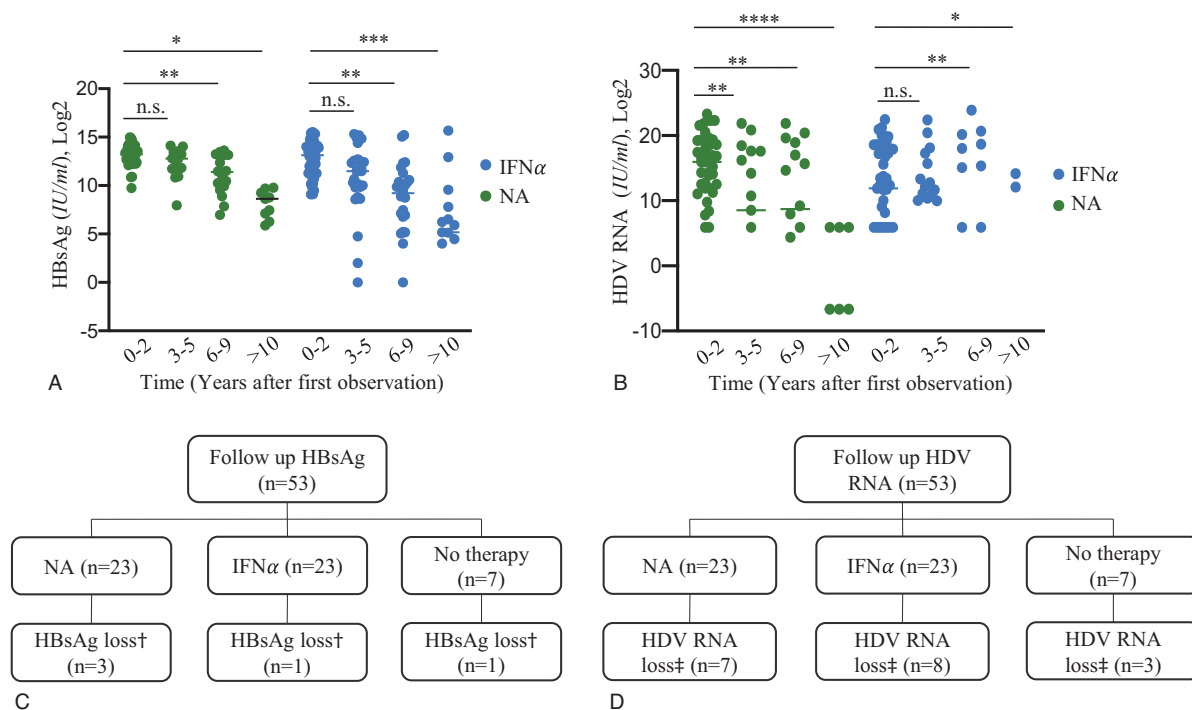 *
***
**
**
n.s.
n.s.
20
15
10
5
0
-5
HBsAg (IU/ml), Log2
0-2
3-5
6-9
>10
0-2
3-5
6-9
>10
Time (Years after first observation)
IFNα
NA
A
****
*
**
**
**
n.s.
30
20
10
0
-10
HDV RNA (IU/ml), Log2
0-2
3-5
6-9
>10
0-2
3-5
6-9
>10
Time (Years after first observation)
IFNα
NA
B
Follow up HBsAg
(n=53)
NA (n=23)
IFNα (n=23)
No therapy
(n=7)
HBsAg loss†
(n=3)
HBsAg loss†
(n=1)
HBsAg loss†
(n=1)
C
Follow up HDV
RNA (n=53)
NA (n=23)
IFNα (n=23)
No therapy
(n=7)
HDV RNA
loss‡ (n=7)
HDV RNA
loss‡ (n=8)
HDV RNA
loss‡ (n=3)
D